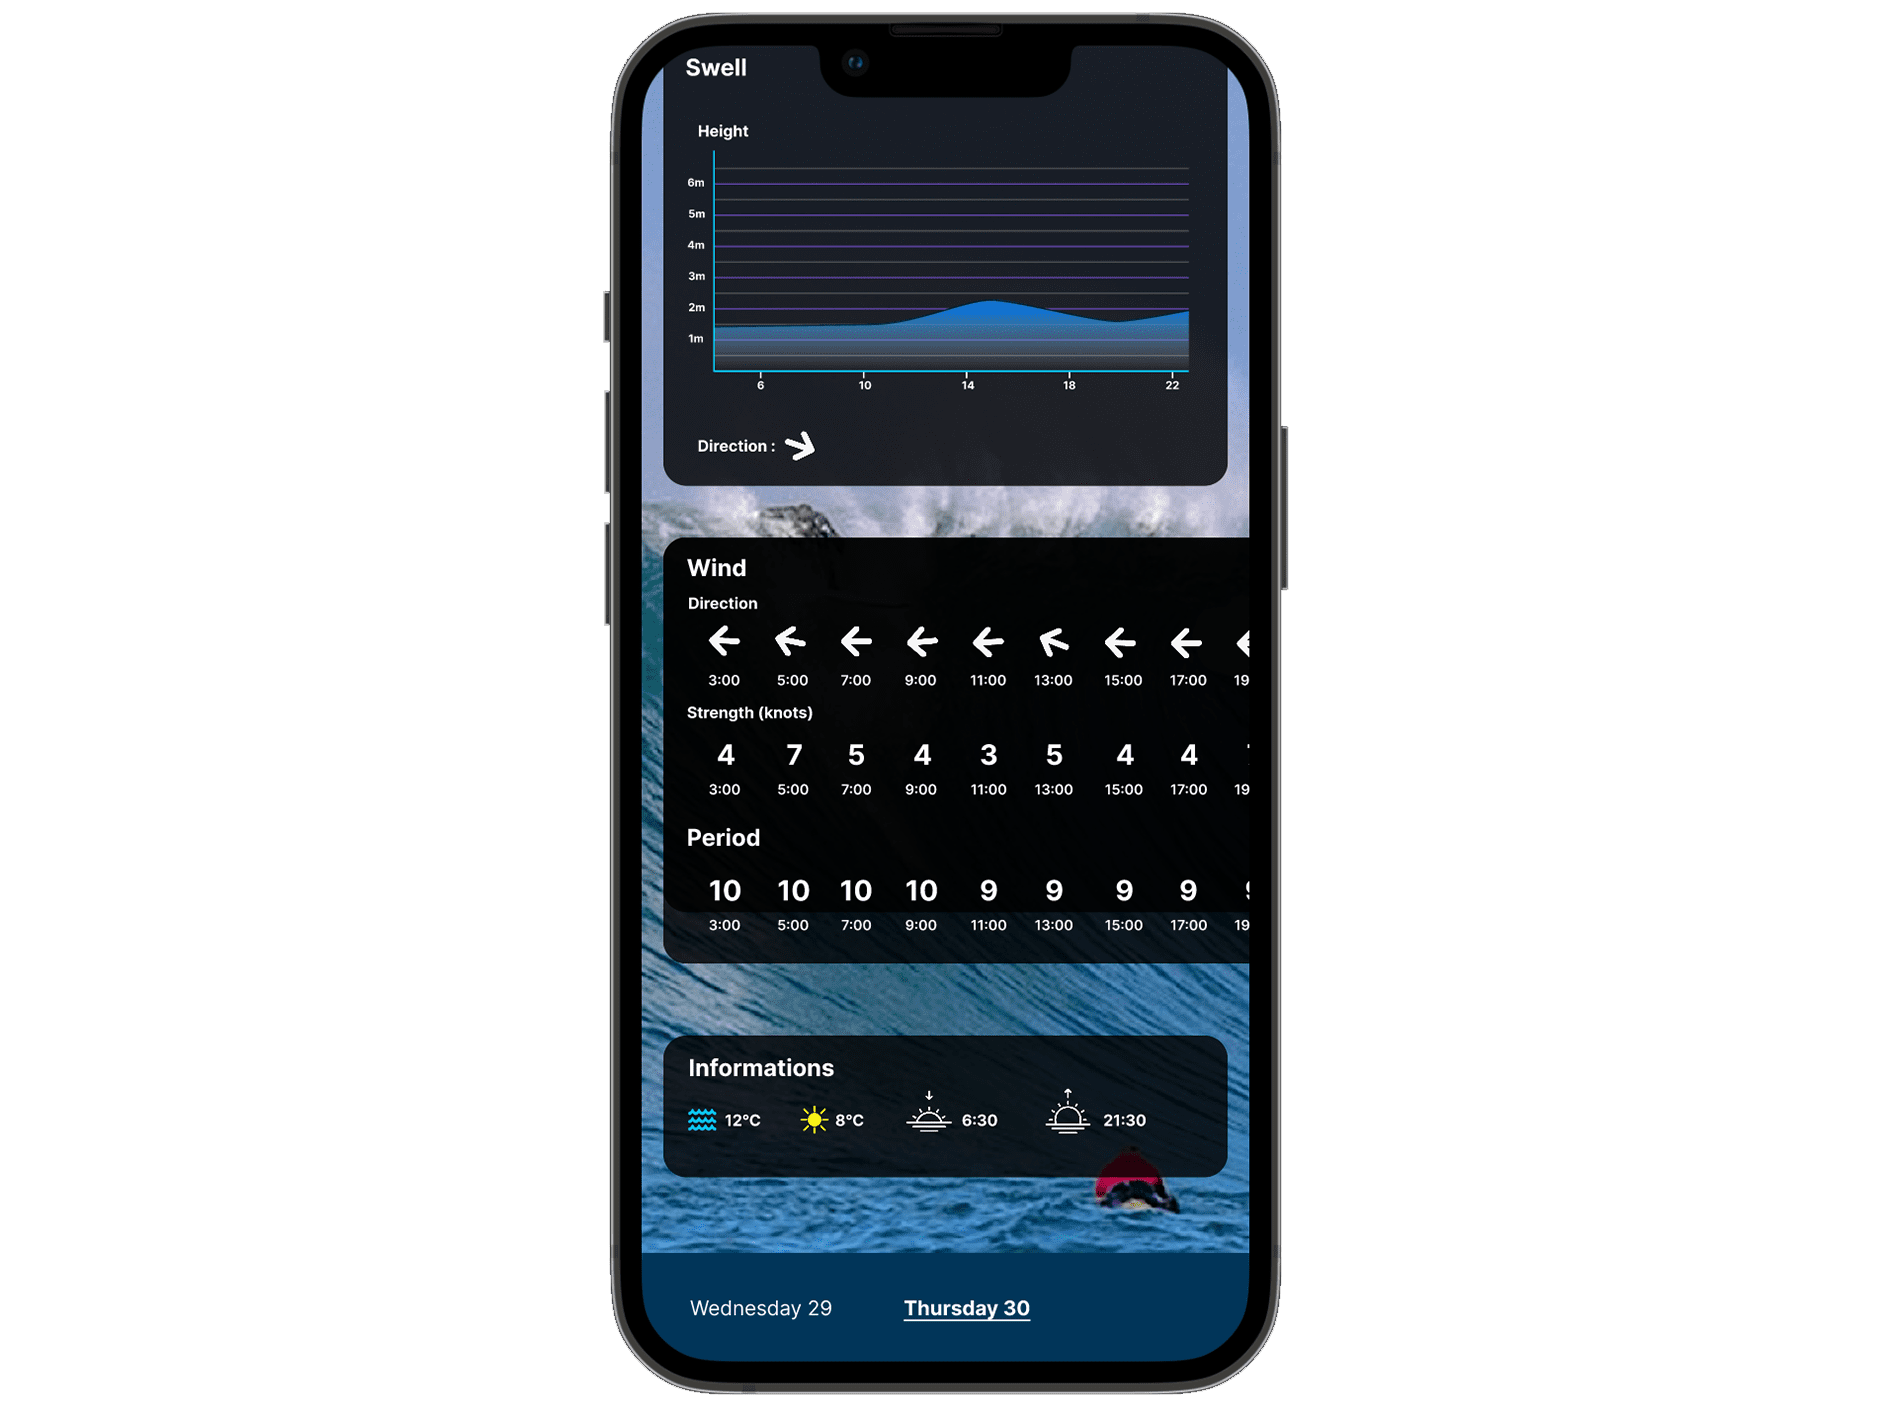 Swell
Height
6m
5m
4m
3m
2m
1m
6 10 14 18 22
Direction :
Wind
Direction
3:00 5:00 7:00 9:00 11:00 13:00 15:00 17:00 19
Strength (knots)
4 7 5 4 3 5 4 4
3:00 5:00 7:00 9:00 11:00 13:00 15:00 17:00 19
Period
10 10 10 10 9 9 9 9
3:00 5:00 7:00 9:00 11:00 13:00 15:00 17:00 19
Informations
12°C 8°C 6:30 21:30
Wednesday 29 Thursday 30